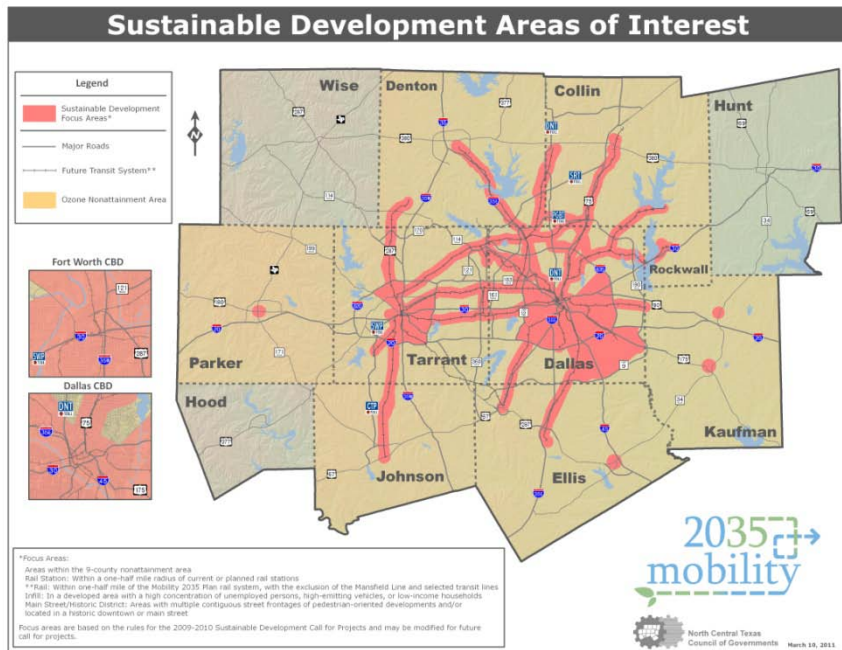 Sustainable Development Areas of Interest
Legend
Sustainable Development
Focus Areas*
Major Roads
Future Transit System**
Ozone Nonattainment Area
Wise
Denton
Collin
Hunt
Rockwall
Parker
Tarrant
Dallas
Hood
Johnson
Ellis
Kaufman
Fort Worth CBD
Dallas CBD
*Focus Areas:
Areas within the 9-county nonattainment area
Rail Station: Within a one-half mile radius of current or planned rail stations
**Rail: Within one-half mile of the Mobility 2035 Plan rail system, with the exclusion of the Mansfield Line and selected transit lines
Infill: In a developed area with a high concentration of unemployed persons, high-emitting vehicles, or low-income households
Main Street/Historic District: Areas with multiple contiguous street frontages of pedestrian-oriented developments and/or
located in a historic downtown or main street
Focus areas are based on the rules for the 2009-2010 Sustainable Development Call for Projects and may be modified for future
call for projects.
2035
mobility
North Central Texas
Council of Governments
March 10, 2011